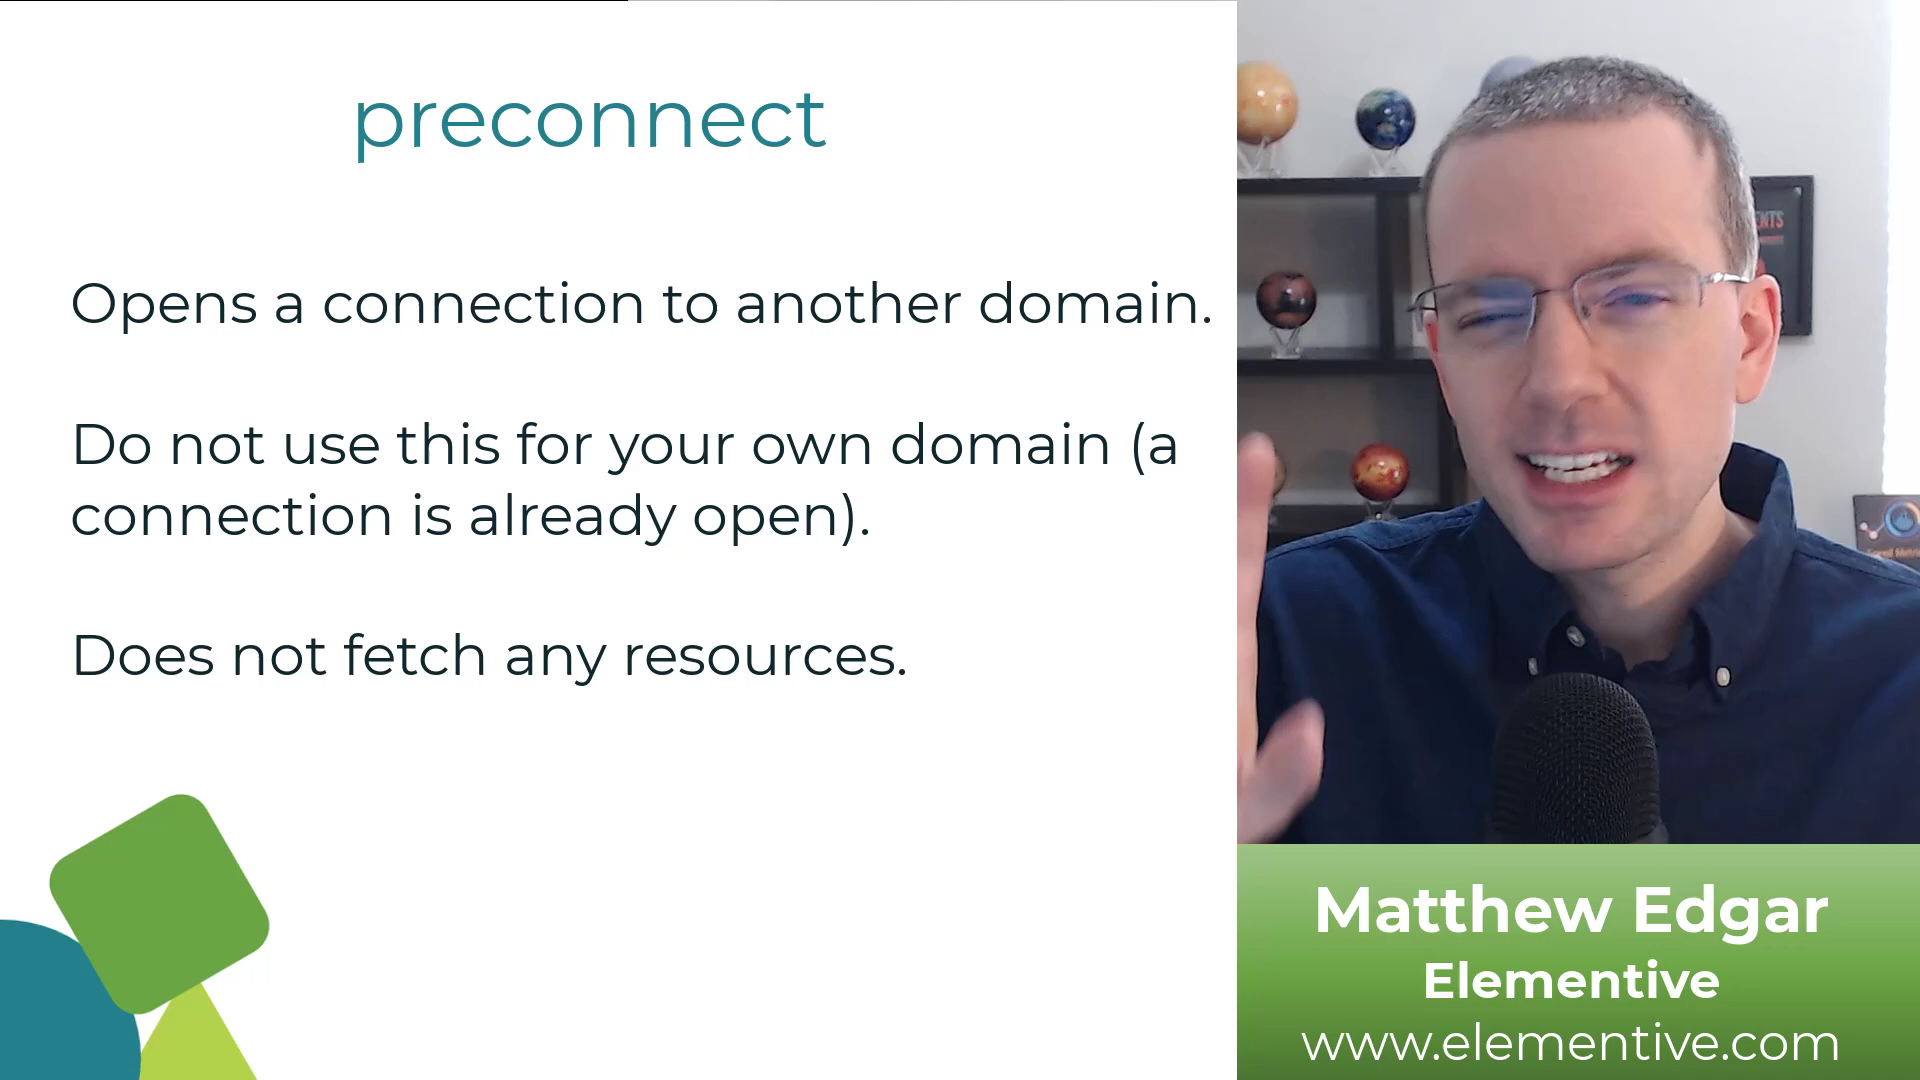 preconnect
Opens a connection to another domain.
Do not use this for your own domain (a
connection is already open).
Does not fetch any resources.
Matthew Edgar
Elementive
www.elementive.com